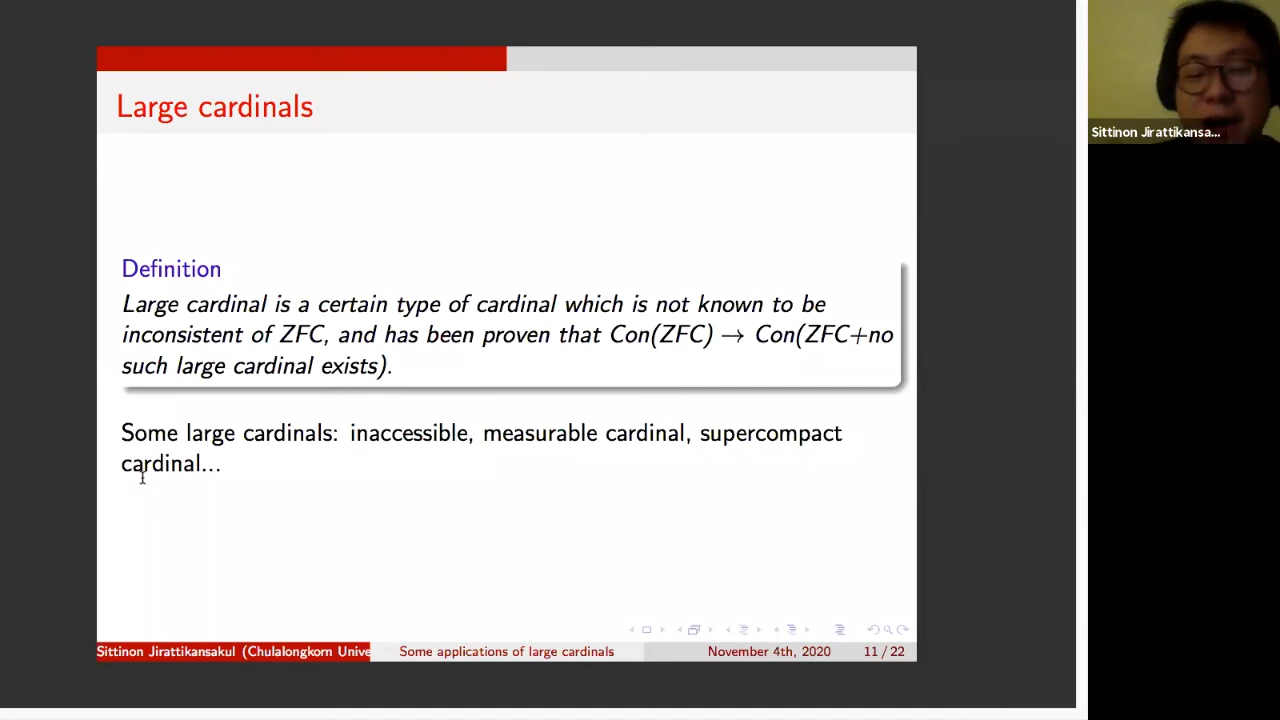 Large cardinals
Definition
Large cardinal is a certain type of cardinal which is not known to be
inconsistent of ZFC, and has been proven that Con(ZFC) → Con(ZFC+no
such large cardinal exists).
Some large cardinals: inaccessible, measurable cardinal, supercompact
cardinal...
Sittinon Jirattikansakul (Chulalongkorn Unive
Some applications of large cardinals
November 4th, 2020
11 / 22
Sittinon Jirattikansa...